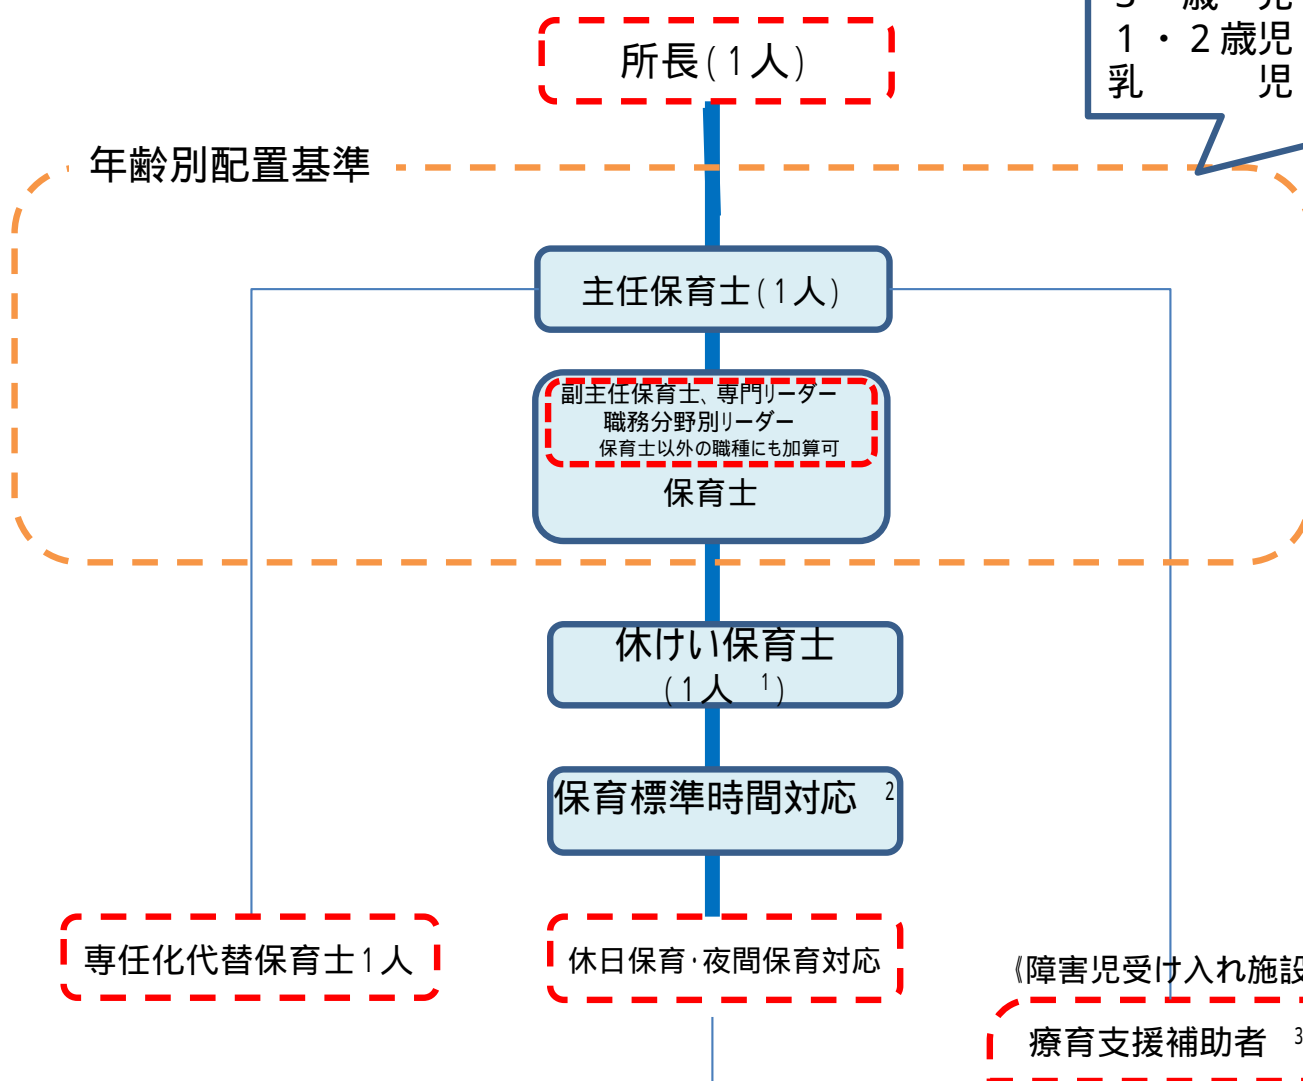 1・2歳児
乳 児
所長(1人)
年齢別配置基準
主任保育士(1人)
副主任保育士、専門リーダー
職務分野別リーダー
保育士以外の職種にも加算可
保育士
休けい保育士
(1人 1)
保育標準時間対応 2
専任化代替保育士1人
休日保育・夜間保育対応
《障害児受け入れ施設
療育支援補助者 3